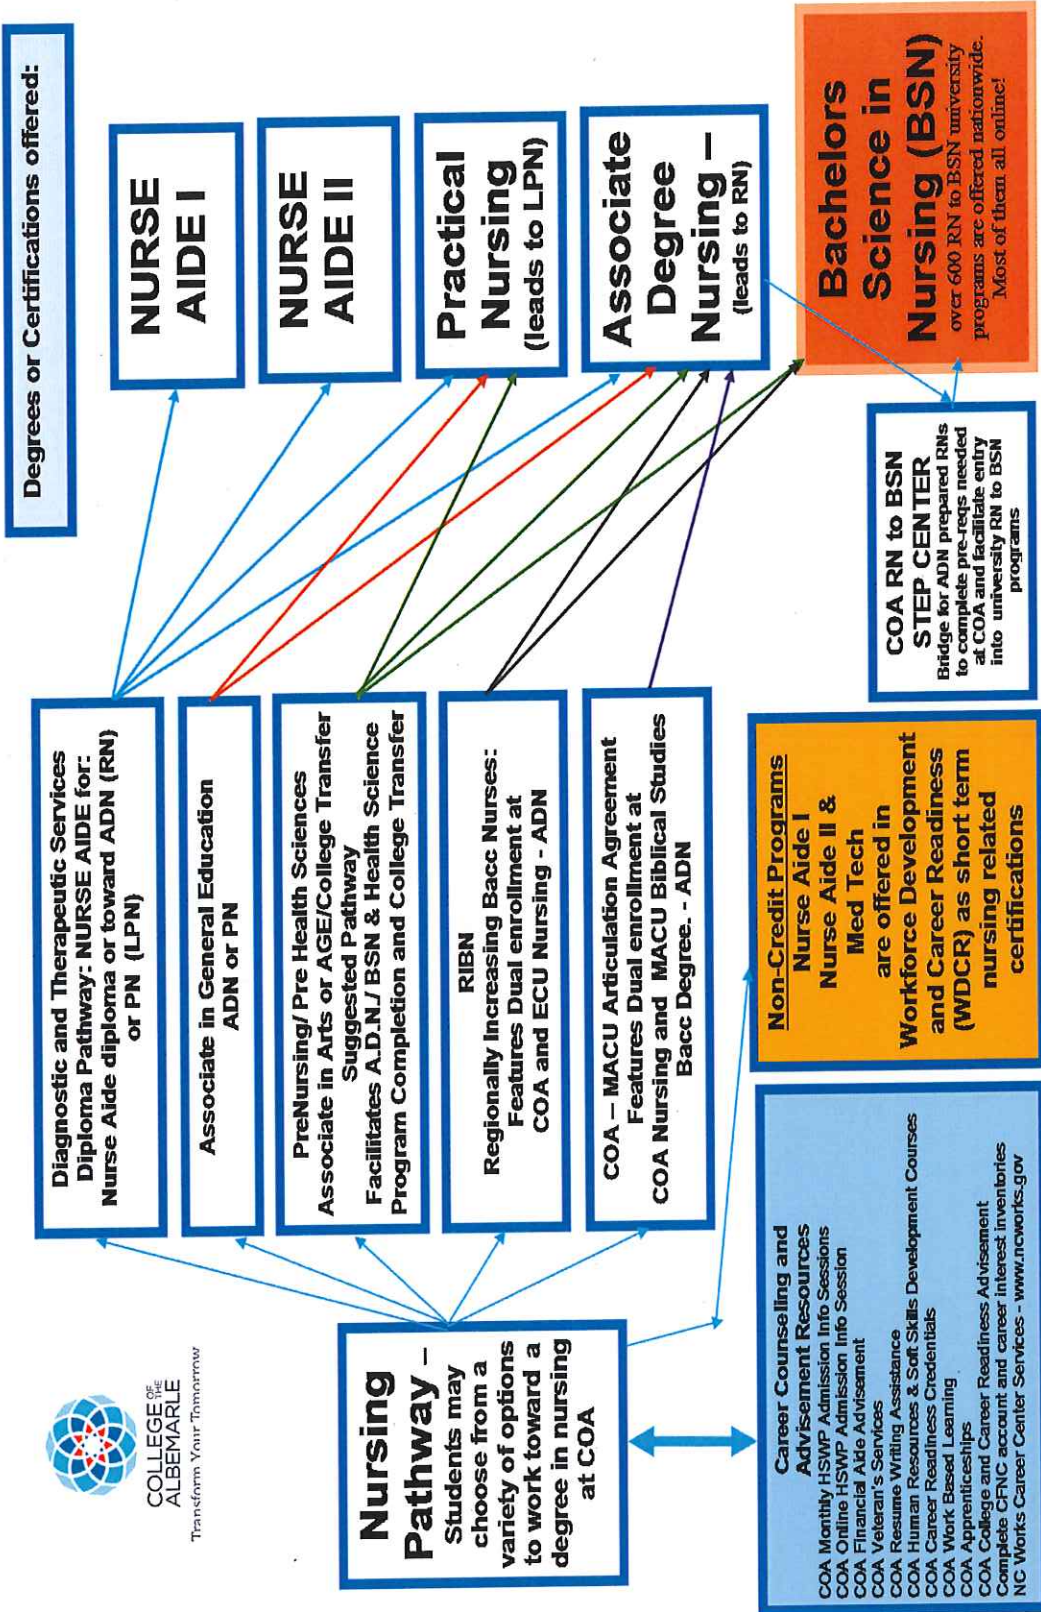 COLLEGE OF THE
ALBEMARLE
Transform Your Tomorrow
Nursing
Pathway –
Students may
choose from a
variety of options
to work toward a
degree in nursing
at COA
Career Counseling and
Advisement Resources
COA Monthly HSWP Admission Info Sessions
COA Online HSWP Admission Info Session
COA Financial Aide Advisement
COA Veteran's Services
COA Resume Writing Assistance
COA Human Resources & Soft Skills Development Courses
COA Career Readiness Credentials
COA Work Based Learning
COA Apprenticeships
COA College and Career Readiness Advisement
Complete CFNC account and career interest inventories
NC Works Career Center Services - www.ncworks.gov
Diagnostic and Therapeutic Services
Diploma Pathway: NURSE AIDE for:
Nurse Aide diploma or toward ADN (RN)
or PN (LPN)
Associate in General Education
ADN or PN
PreNursing/ Pre Health Sciences
Associate in Arts or AGE/College Transfer
Suggested Pathway
Facilitates A.D.N./ BSN & Health Science
Program Completion and College Transfer
RIBN
Regionally Increasing Bacc Nurses:
Features Dual enrollment at
COA and ECU Nursing - ADN
COA – MACU Articulation Agreement
Features Dual enrollment at
COA Nursing and MACU Biblical Studies
Bacc Degree. - ADN
Non-Credit Programs
Nurse Aide I
Nurse Aide II &
Med Tech
are offered in
Workforce Development
and Career Readiness
(WDCR) as short term
nursing related
certifications
Degrees or Certifications offered:
NURSE
AIDE I
NURSE
AIDE II
Practical
Nursing
(leads to LPN)
Associate
Degree
Nursing –
(leads to RN)
COA RN to BSN
STEP CENTER
Bridge for ADN prepared RNs
to complete pre-reqs needed
at COA and facilitate entry
into university RN to BSN
programs
Bachelors
Science in
Nursing (BSN)
over 600 RN to BSN university
programs are offered nationwide.
Most of them all online!